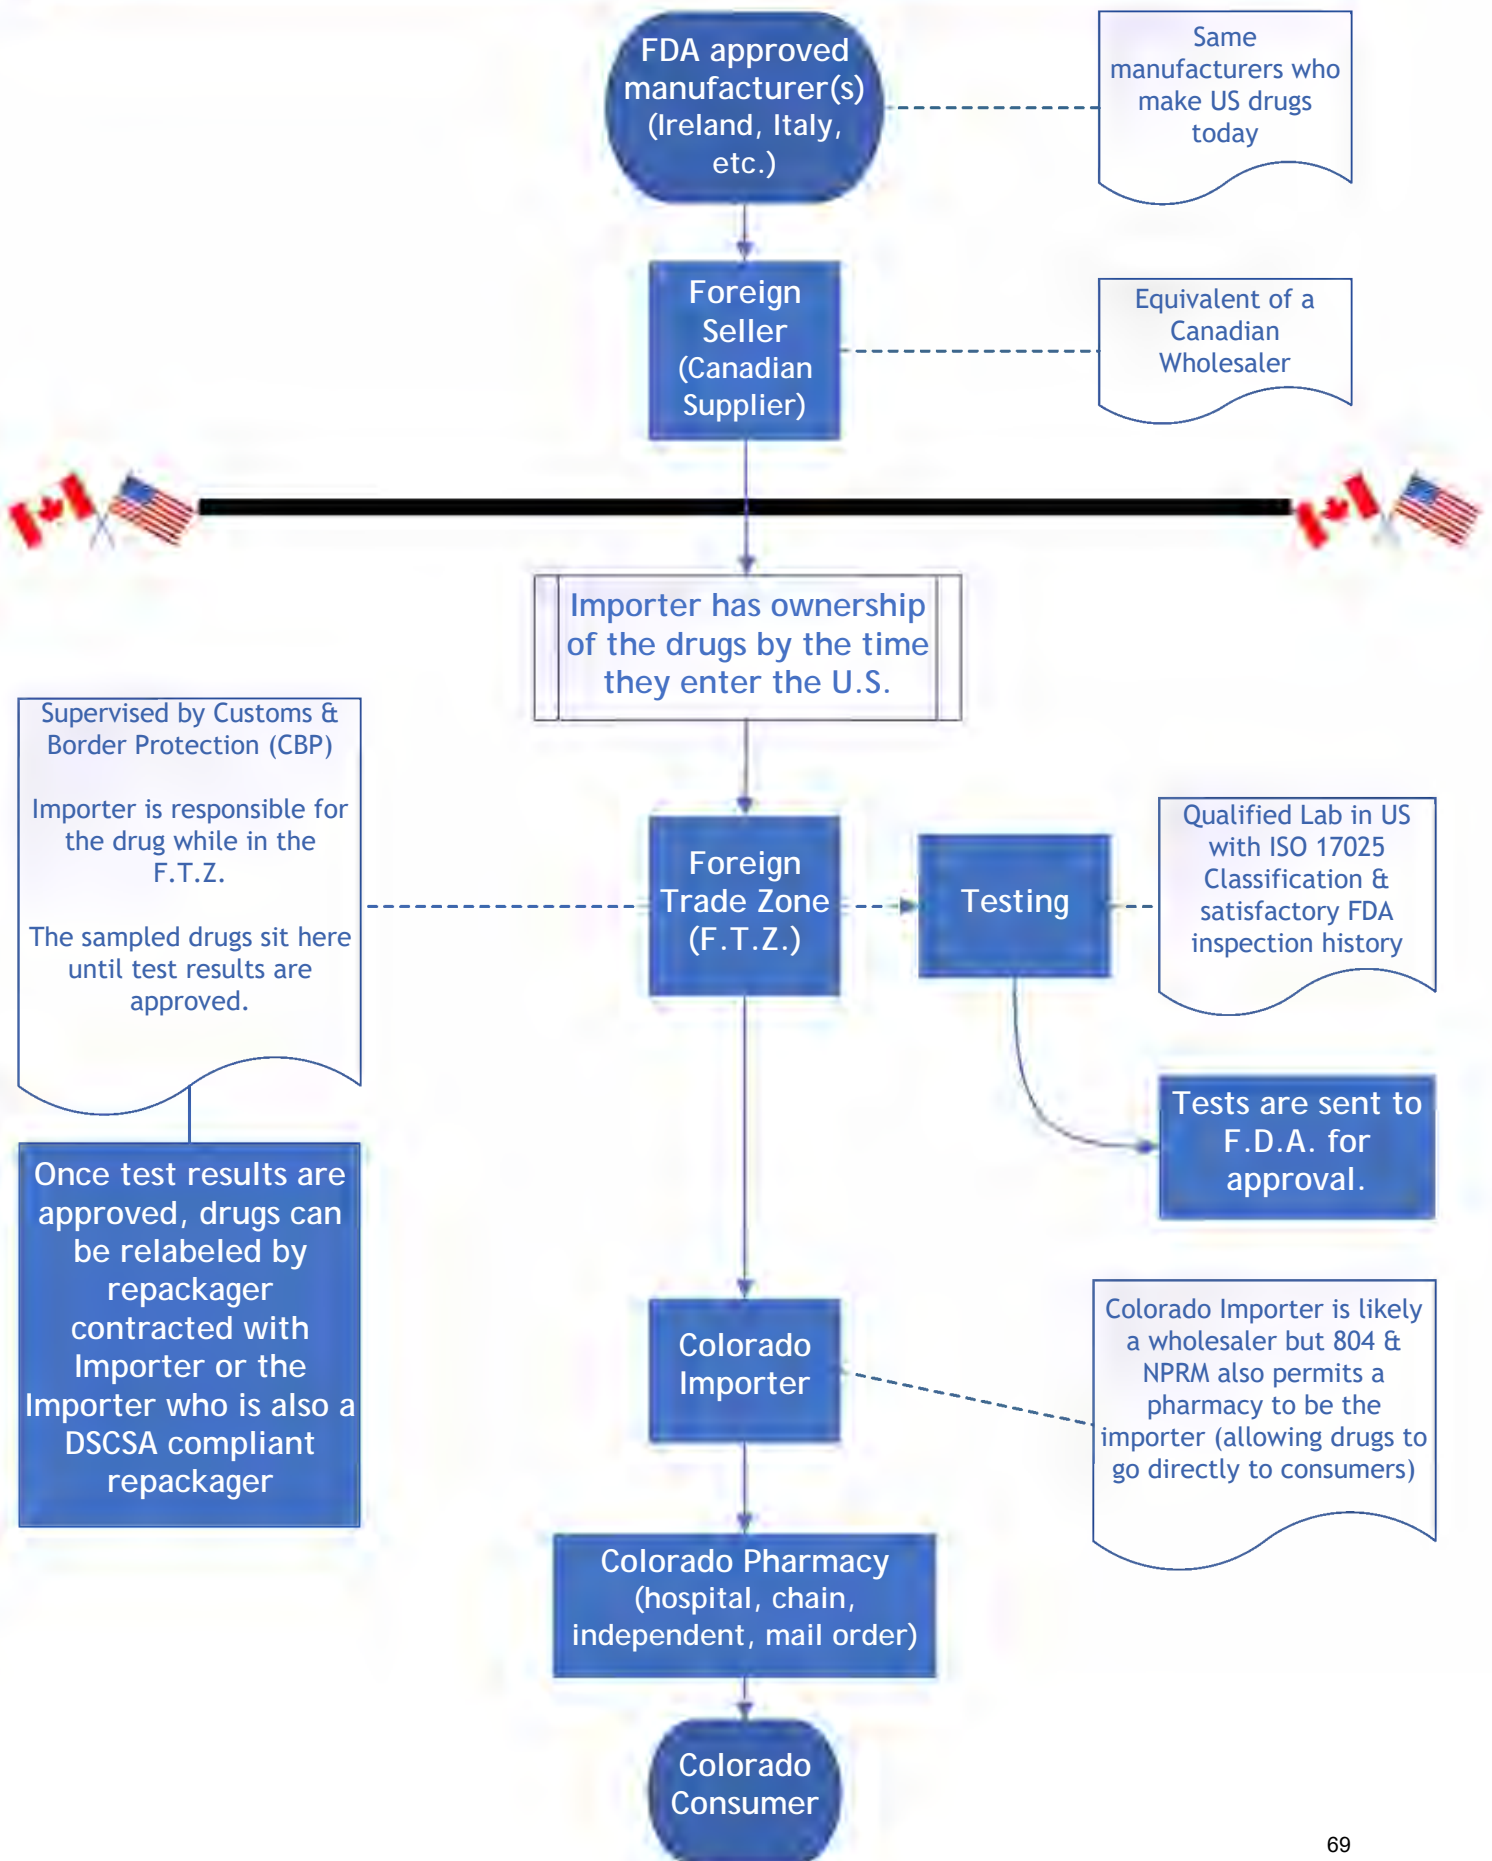 FDA approved
manufacturer(s)
(Ireland, Italy,
etc.)
Same
manufacturers who
make US drugs
today
Foreign
Seller
(Canadian
Supplier)
Equivalent of a
Canadian
Wholesaler
Importer has ownership
of the drugs by the time
they enter the U.S.
Supervised by Customs &
Border Protection (CBP)
Importer is responsible for
the drug while in the
F.T.Z.
The sampled drugs sit here
until test results are
approved.
Foreign
Trade Zone
(F.T.Z.)
Testing
Qualified Lab in US
with ISO 17025
Classification &
satisfactory FDA
inspection history
Tests are sent to
F.D.A. for
approval.
Once test results are
approved, drugs can
be relabeled by
repackager
contracted with
Importer or the
Importer who is also a
DSCSA compliant
repackager
Colorado
Importer
Colorado Importer is likely
a wholesaler but 804 &
NPRM also permits a
pharmacy to be the
importer (allowing drugs to
go directly to consumers)
Colorado Pharmacy
(hospital, chain,
independent, mail order)
Colorado
Consumer
69